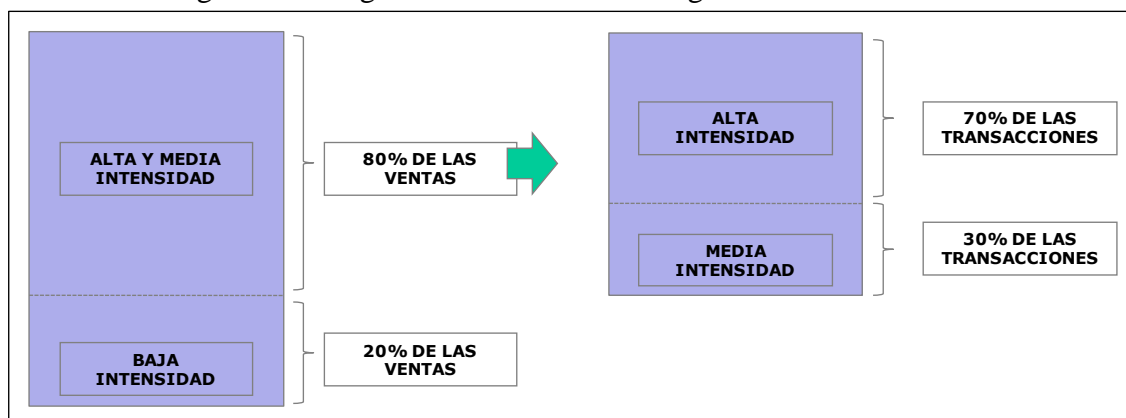 ALTA Y MEDIA
INTENSIDAD
80% DE LAS
VENTAS
BAJA
INTENSIDAD
20% DE LAS
VENTAS
ALTA
INTENSIDAD
70% DE LAS
TRANSACCIONES
MEDIA
INTENSIDAD
30% DE LAS
TRANSACCIONES